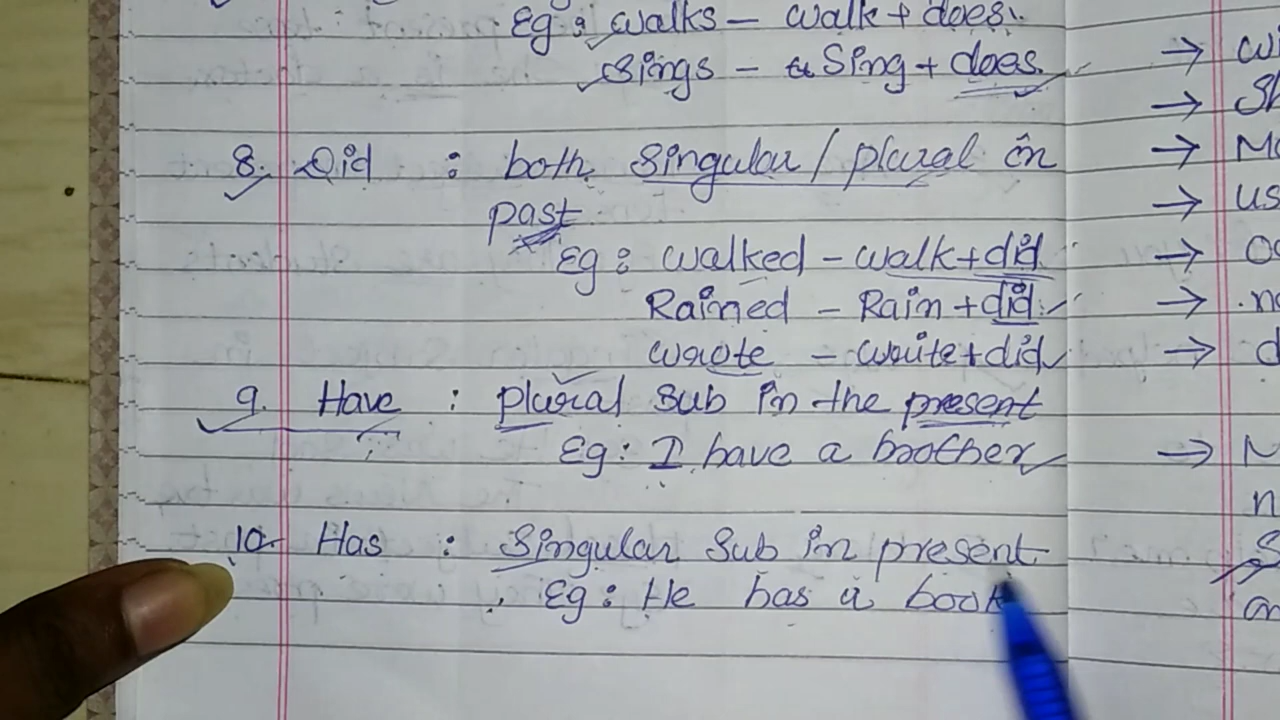 Eg : walks - walk + does.
Sings - Sing + does.
8. Did : both Singular / plural in
past
Eg : walked - walk + did.
Rained - Rain + did.
wrote - write + did
9. Have : plural Sub in the present
Eg : I have a brother
10. Has : Singular Sub in present
Eg : He has a book